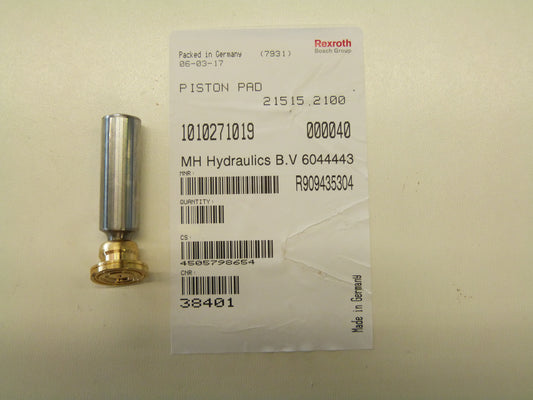 Packed in Germany (7931)
06-03-17
Rexroth
Bosch Group
PISTON PAD
21515.2100
1010271019 000040
MH Hydraulics B.V 6044443
MNR:
R909435304
QUANTITY:
CS:
4505798654
CNR:
38401
Made in Germany